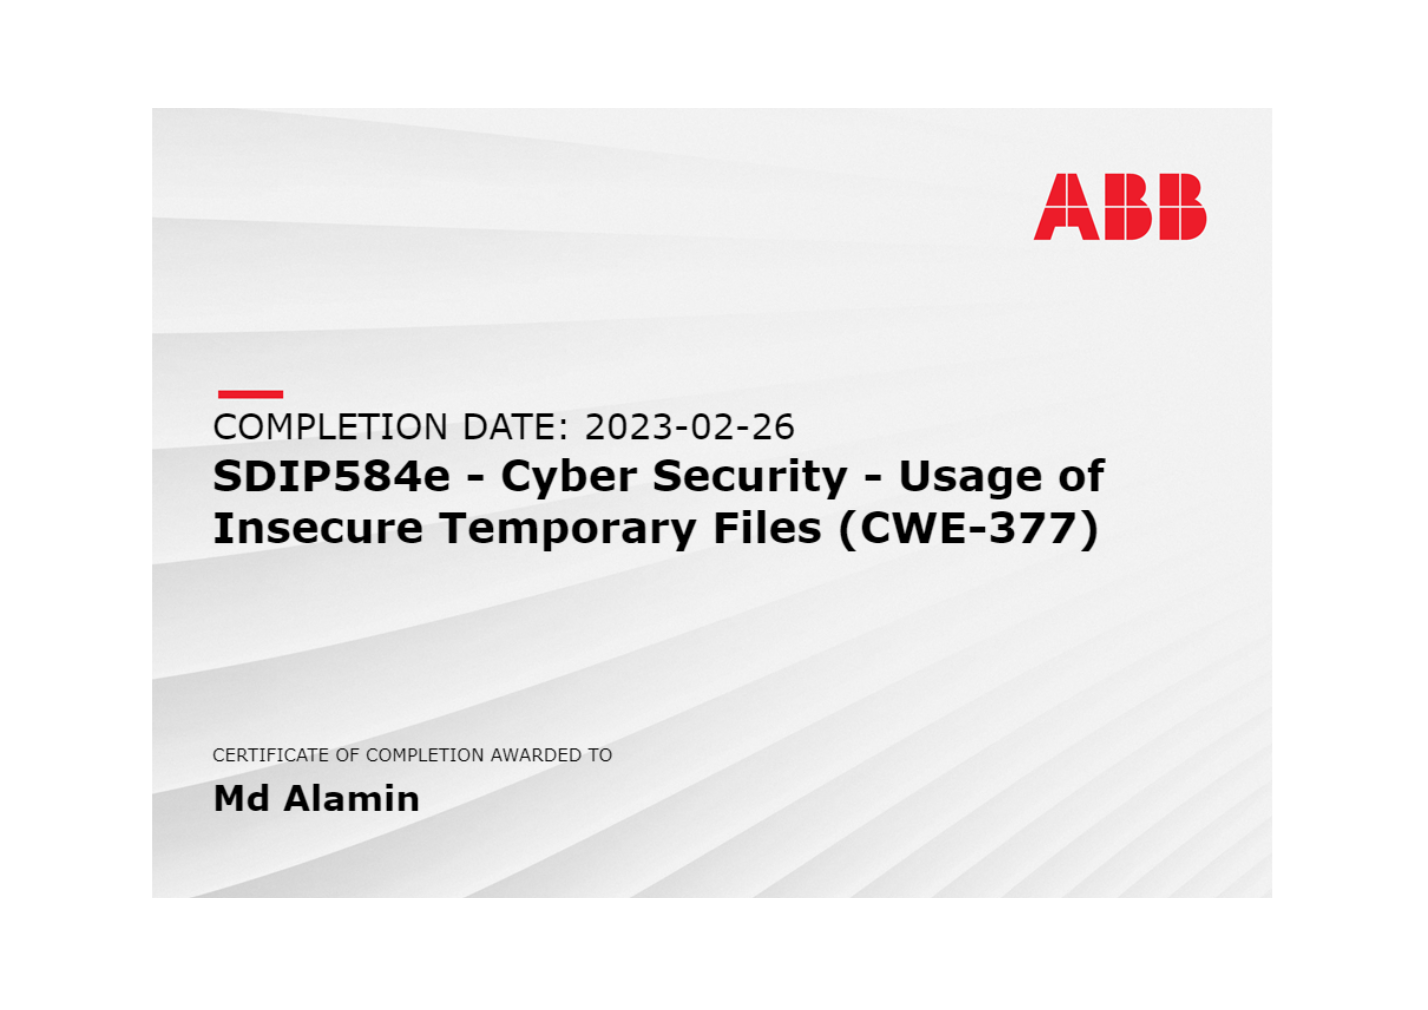 ABB
COMPLETION DATE: 2023-02-26
SDIP584e - Cyber Security - Usage of
Insecure Temporary Files (CWE-377)
CERTIFICATE OF COMPLETION AWARDED TO
Md Alamin